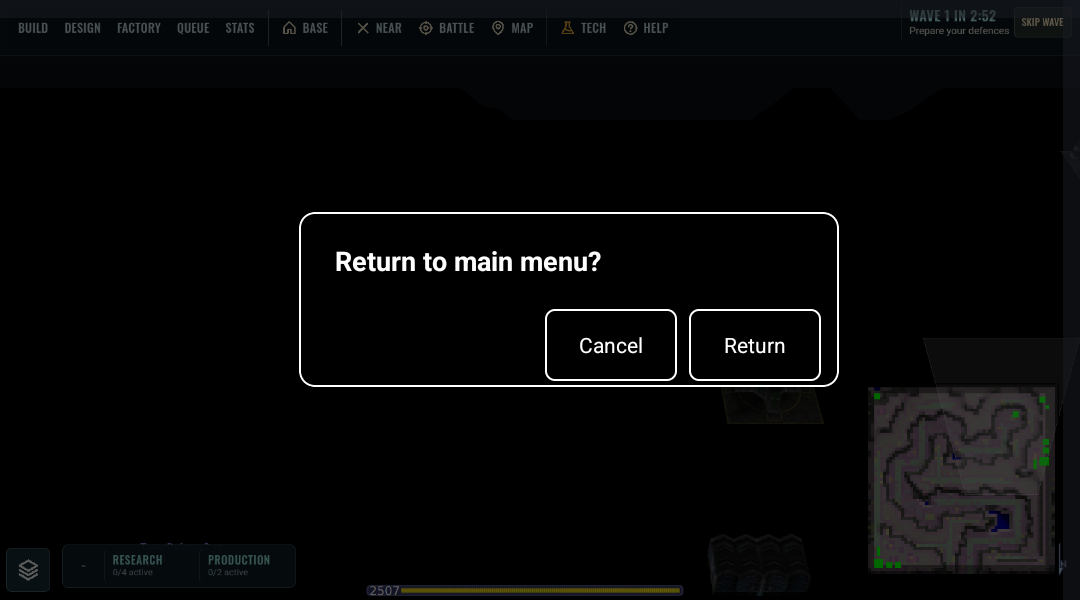 BUILD DESIGN FACTORY QUEUE STATS BASE NEAR BATTLE MAP TECH HELP
WAVE 1 IN 2:52
Prepare your defences
SKIP WAVE
Return to main menu?
Cancel Return
RESEARCH
0/4 active
PRODUCTION
0/2 active
2507